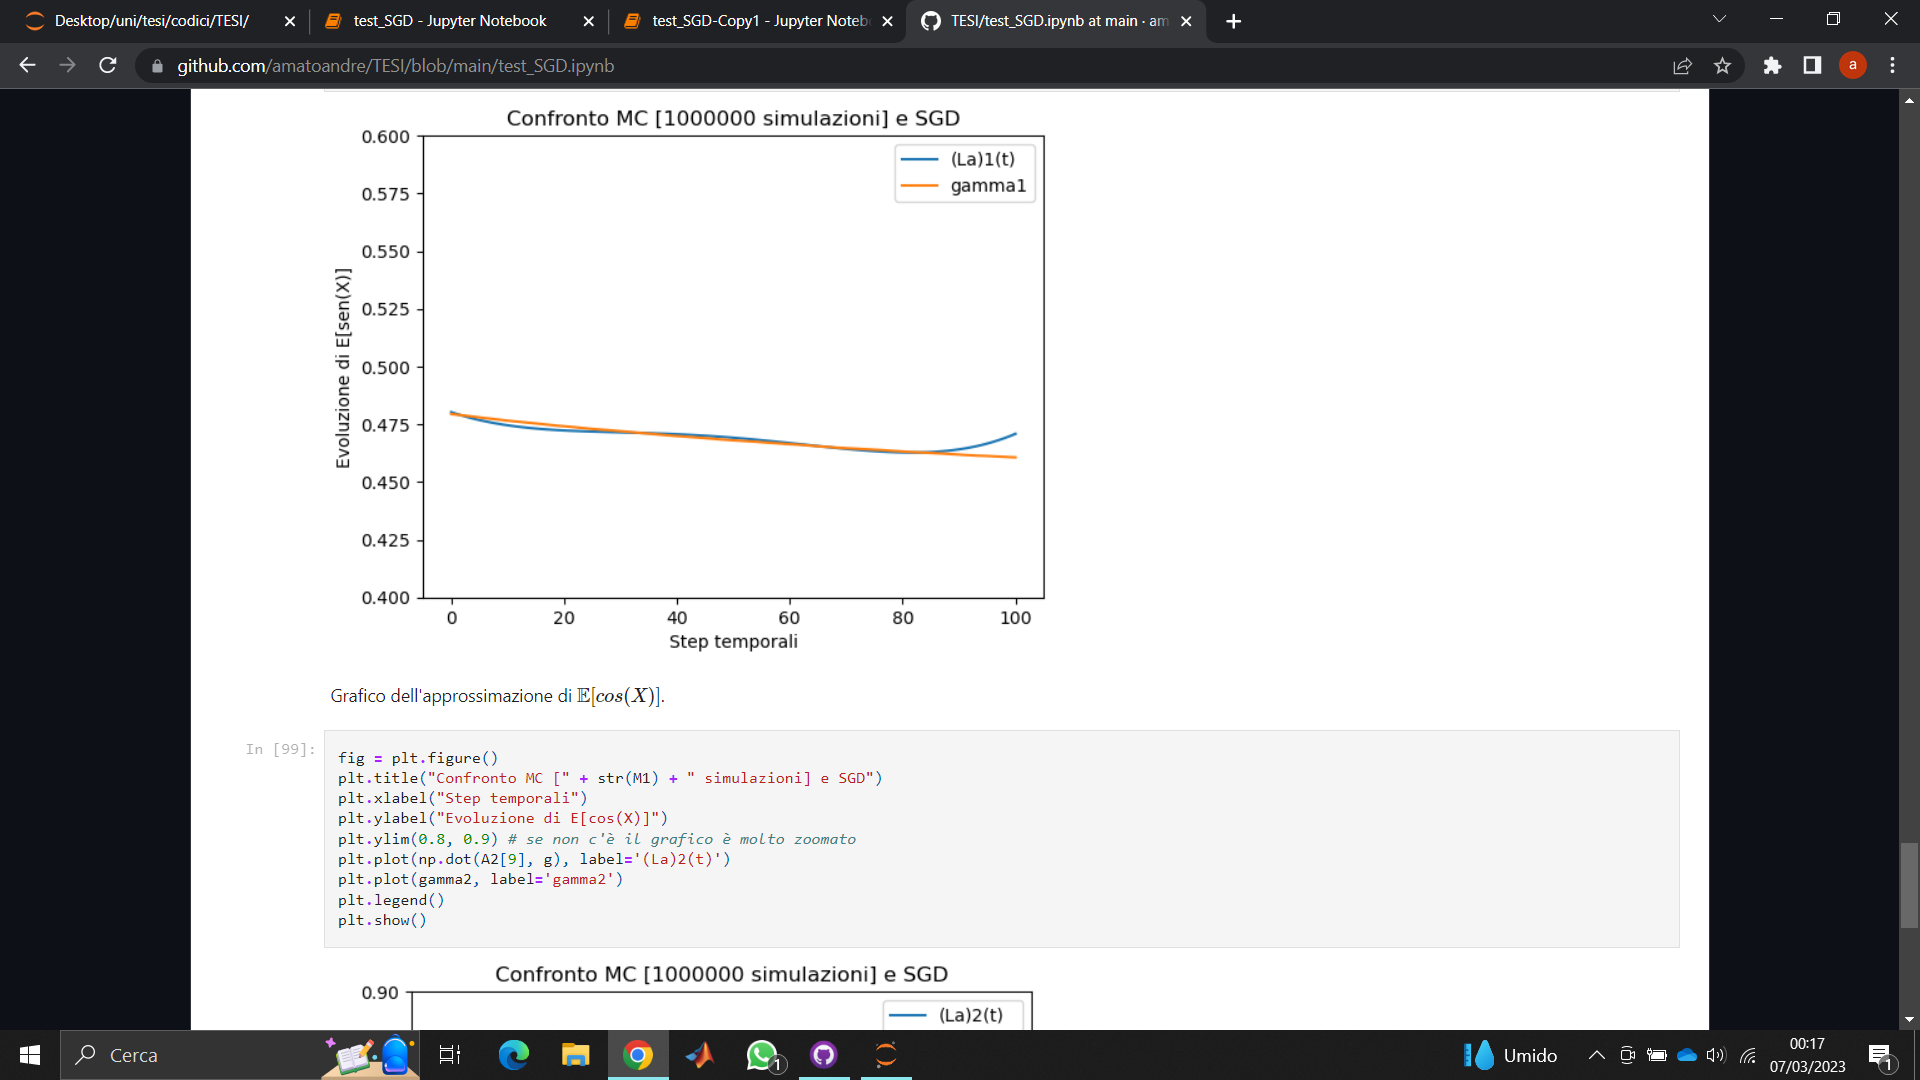 Desktop/uni/tesi/codici/TESI/
test_SGD - Jupyter Notebook
test_SGD-Copy1 - Jupyter Noteb
TESI/test_SGD.ipynb at main · am
github.com/amatoandre/TESI/blob/main/test_SGD.ipynb
a
Confronto MC [1000000 simulazioni] e SGD
0.600
0.575
0.550
0.525
0.500
0.475
0.450
0.425
0.400
Evoluzione di E[sen(X)]
(La)1(t)
gamma1
0 20 40 60 80 100
Step temporali
Grafico dell'approssimazione di 𝔼[cos(X)].
In [99]:
fig = plt.figure()
plt.title("Confronto MC [" + str(M1) + " simulazioni] e SGD")
plt.xlabel("Step temporali")
plt.ylabel("Evoluzione di E[cos(X)]")
plt.ylim(0.8, 0.9) # se non c'è il grafico è molto zoomato
plt.plot(np.dot(A2[9], g), label='(La)2(t)')
plt.plot(gamma2, label='gamma2')
plt.legend()
plt.show()
Confronto MC [1000000 simulazioni] e SGD
0.90
(La)2(t)
Cerca
1
Umido
00:17
07/03/2023
1